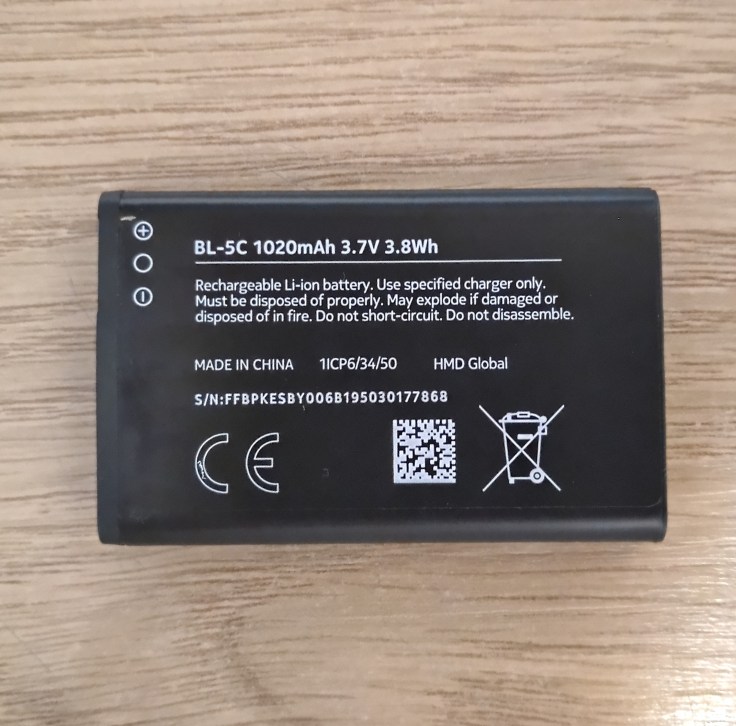 BL-5C 1020mAh 3.7V 3.8Wh
Rechargeable Li-ion battery. Use specified charger only.
Must be disposed of properly. May explode if damaged or
disposed of in fire. Do not short-circuit. Do not disassemble.
MADE IN CHINA 1ICP6/34/50 HMD Global
S/N:FFBPKESBY006B195030177868
CE